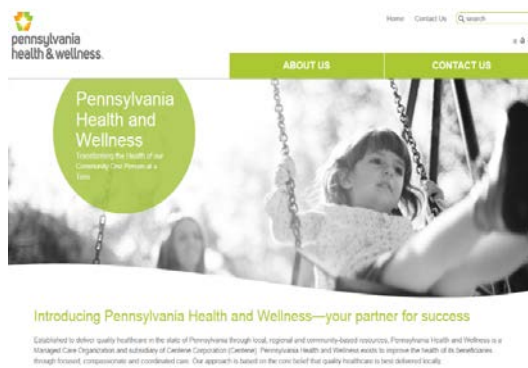 pennsylvania
health & wellness.
Home Contact Us search
a a
ABOUT US CONTACT US
Pennsylvania
Health and
Wellness
Transforming the Health of our
Community One Person at a
Time
Introducing Pennsylvania Health and Wellness—your partner for success
Established to deliver quality healthcare in the state of Pennsylvania through local, regional and community-based resources, Pennsylvania Health and Wellness is a
Managed Care Organization and subsidiary of Centene Corporation (Centene). Pennsylvania Health and Wellness exists to improve the health of its beneficiaries
through focused, compassionate and coordinated care. Our approach is based on the core belief that quality healthcare is best delivered locally.